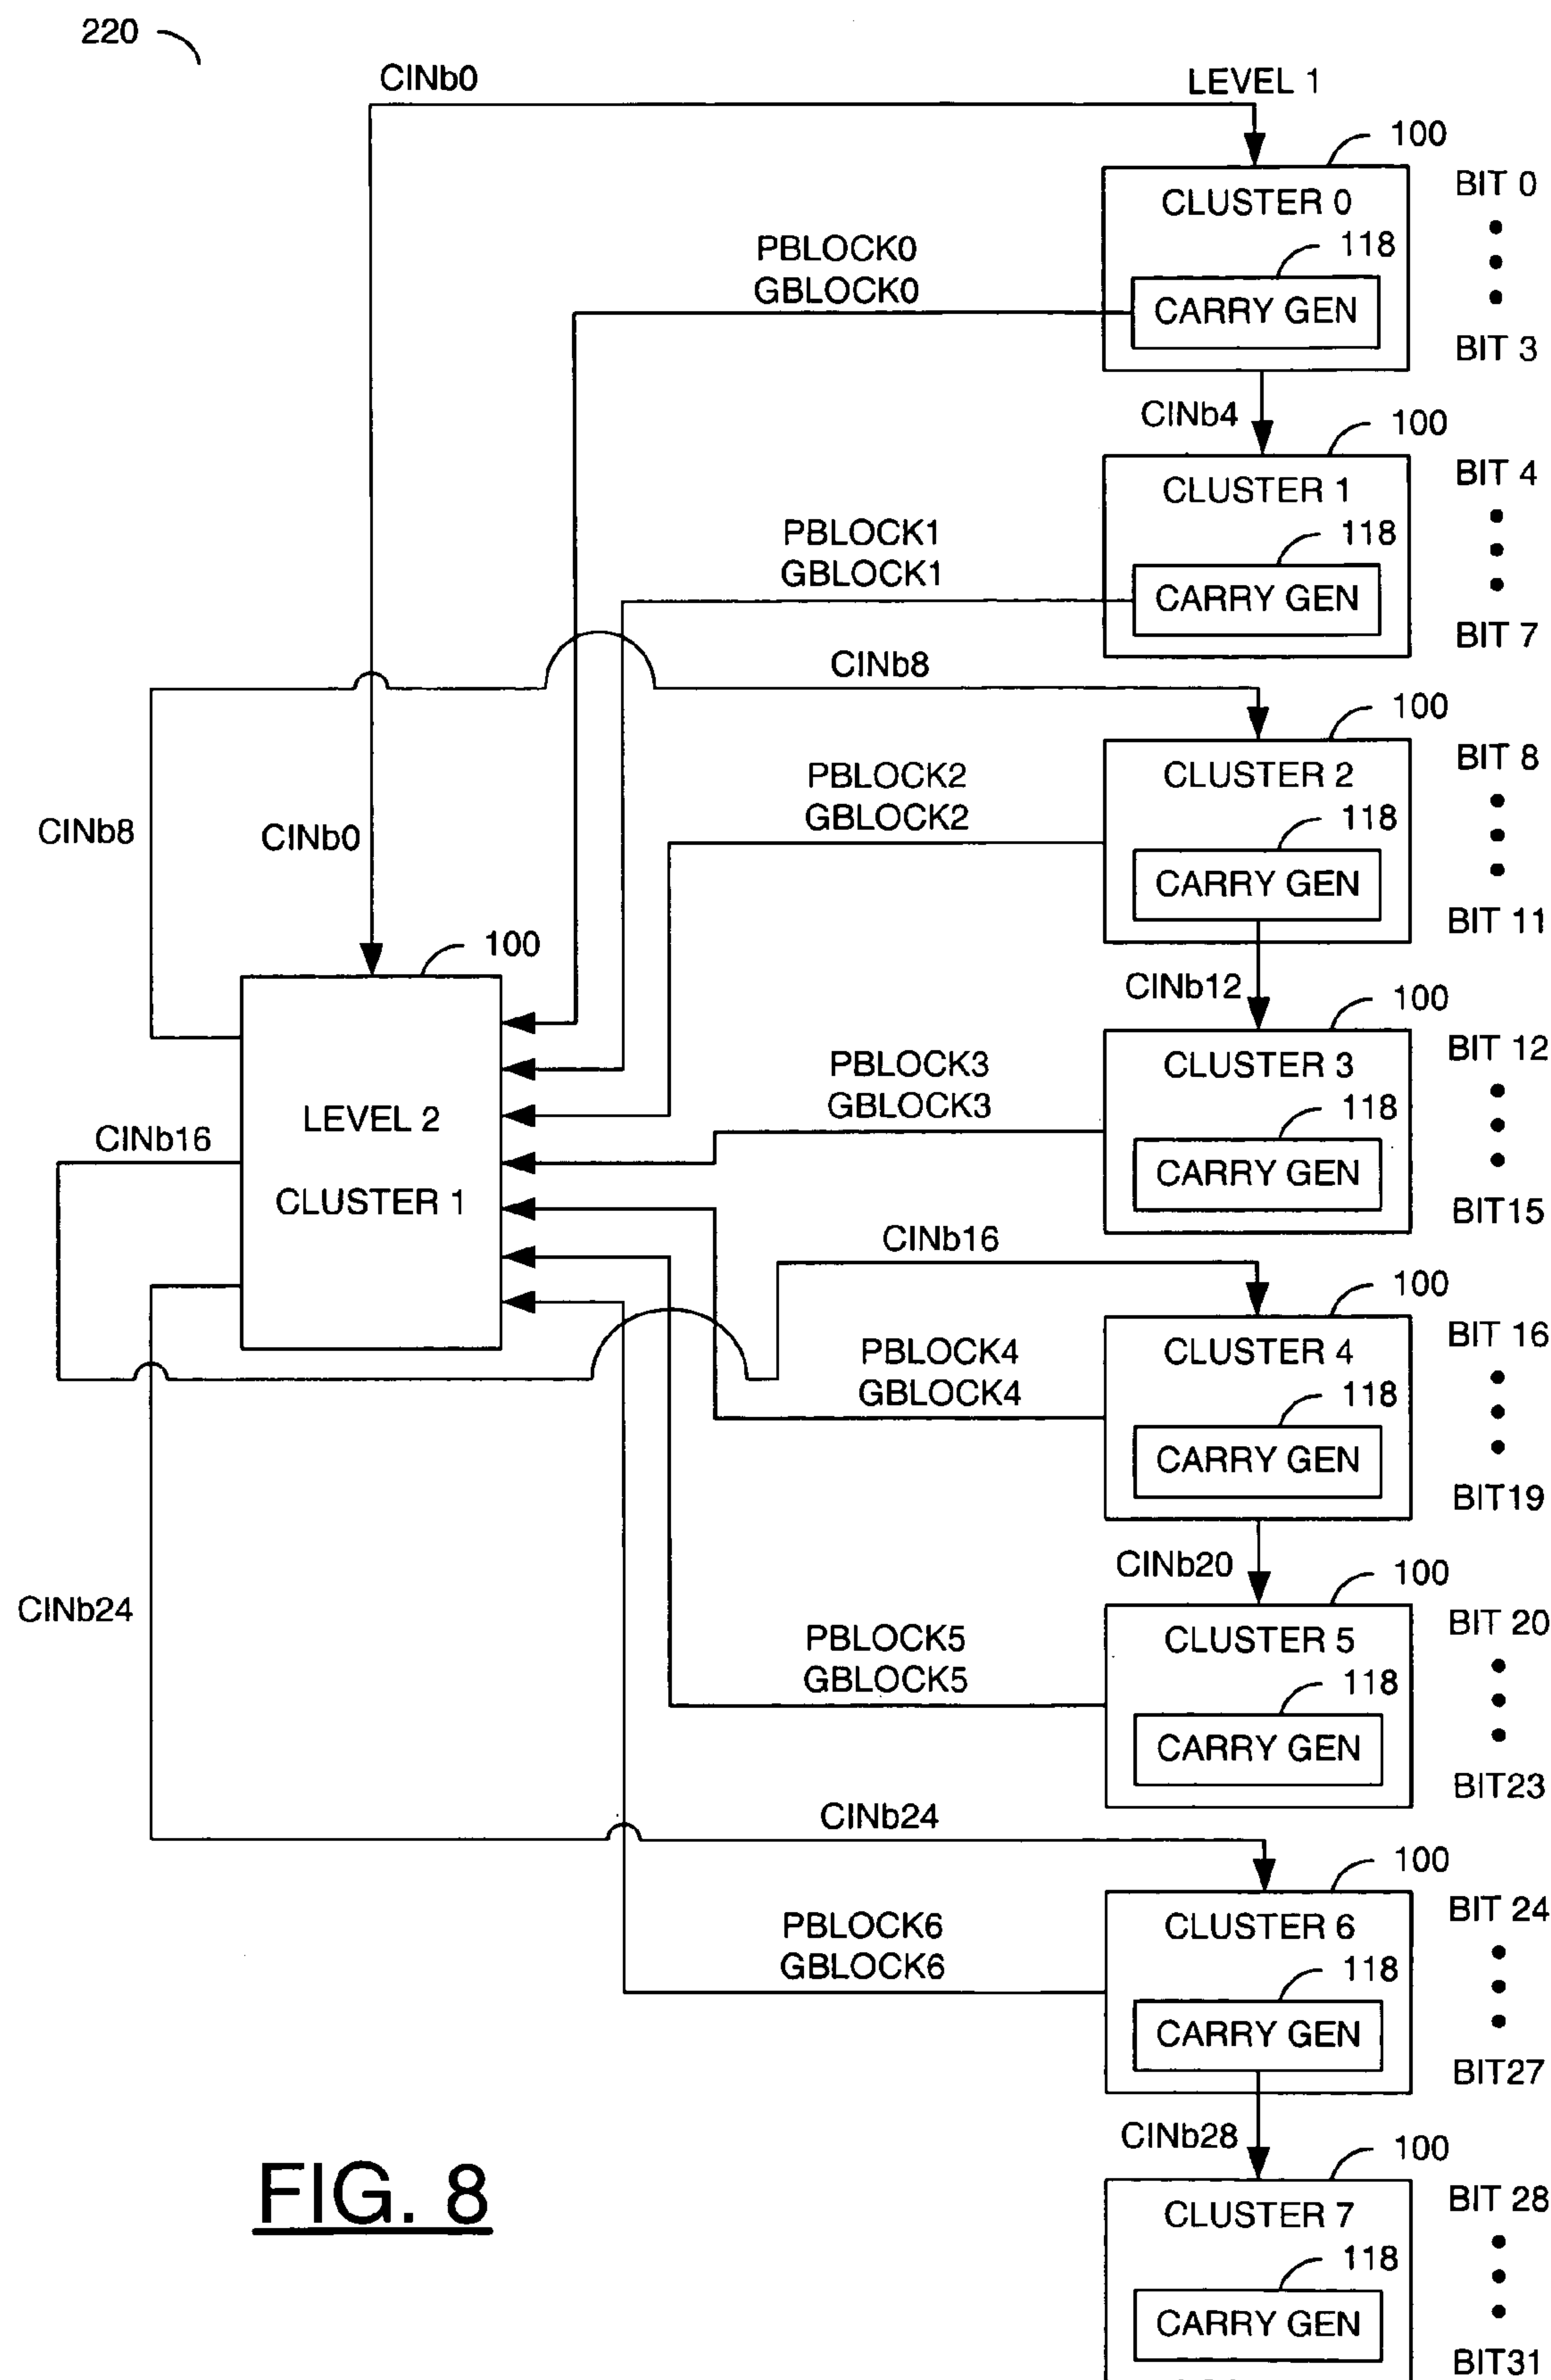 220
CINb0
LEVEL 1
100
CLUSTER 0
BIT 0
PBLOCK0
GBLOCK0
118
CARRY GEN
BIT 3
CINb4
100
CLUSTER 1
BIT 4
PBLOCK1
GBLOCK1
118
CARRY GEN
BIT 7
CINb8
100
CLUSTER 2
BIT 8
PBLOCK2
GBLOCK2
118
CINb8
CINb0
CARRY GEN
BIT 11
100
CINb12
100
CLUSTER 3
BIT 12
PBLOCK3
GBLOCK3
118
LEVEL 2
CLUSTER 1
CINb16
CARRY GEN
BIT15
CINb16
100
CLUSTER 4
BIT 16
PBLOCK4
GBLOCK4
118
CARRY GEN
BIT19
CINb20
100
CINb24
CLUSTER 5
BIT 20
PBLOCK5
GBLOCK5
118
CARRY GEN
BIT23
CINb24
100
CLUSTER 6
BIT 24
PBLOCK6
GBLOCK6
118
CARRY GEN
BIT27
CINb28
100
CLUSTER 7
BIT 28
118
CARRY GEN
BIT31
FIG. 8